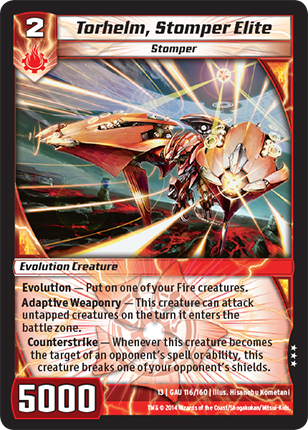 2
Torhelm, Stomper Elite
Stomper
Evolution Creature
Evolution — Put on one of your Fire creatures.
Adaptive Weaponry — This creature can attack
untapped creatures on the turn it enters the
battle zone.
Counterstrike — Whenever this creature becomes
the target of an opponent's spell or ability, this
creature breaks one of your opponent's shields.
5000
13 | GAU 116/160 | Illus. Hisanobu Kometani
TM & © 2014 Wizards of the Coast/Shogakukan/Mitsui-Kids.